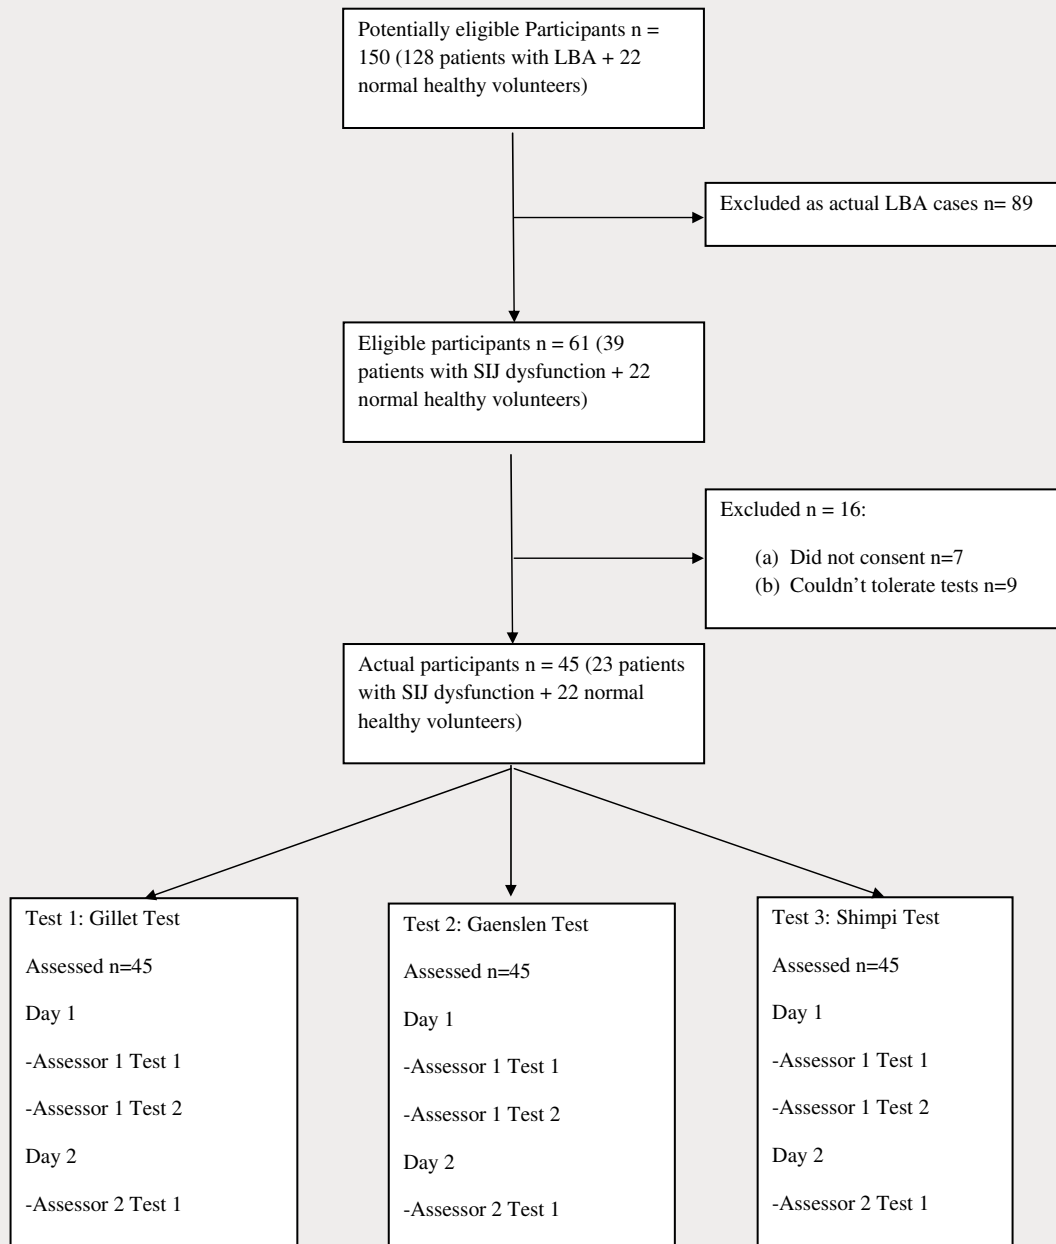 Potentially eligible Participants n =
150 (128 patients with LBA + 22
normal healthy volunteers)
Excluded as actual LBA cases n= 89
Eligible participants n = 61 (39
patients with SIJ dysfunction + 22
normal healthy volunteers)
Excluded n = 16:
(a) Did not consent n=7
(b) Couldn’t tolerate tests n=9
Actual participants n = 45 (23 patients
with SIJ dysfunction + 22 normal
healthy volunteers)
Test 1: Gillet Test
Assessed n=45
Day 1
-Assessor 1 Test 1
-Assessor 1 Test 2
Day 2
-Assessor 2 Test 1
Test 2: Gaenslen Test
Assessed n=45
Day 1
-Assessor 1 Test 1
-Assessor 1 Test 2
Day 2
-Assessor 2 Test 1
Test 3: Shimpi Test
Assessed n=45
Day 1
-Assessor 1 Test 1
-Assessor 1 Test 2
Day 2
-Assessor 2 Test 1